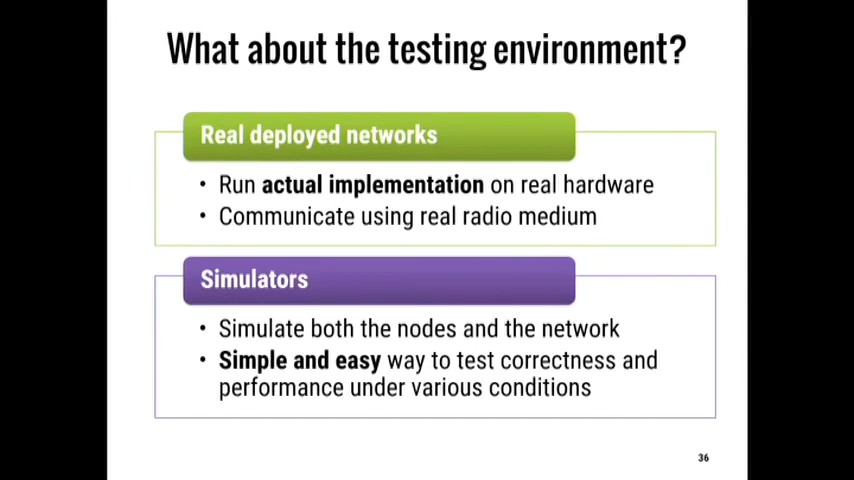 What about the testing environment?
Real deployed networks
• Run actual implementation on real hardware
• Communicate using real radio medium
Simulators
• Simulate both the nodes and the network
• Simple and easy way to test correctness and
performance under various conditions
36